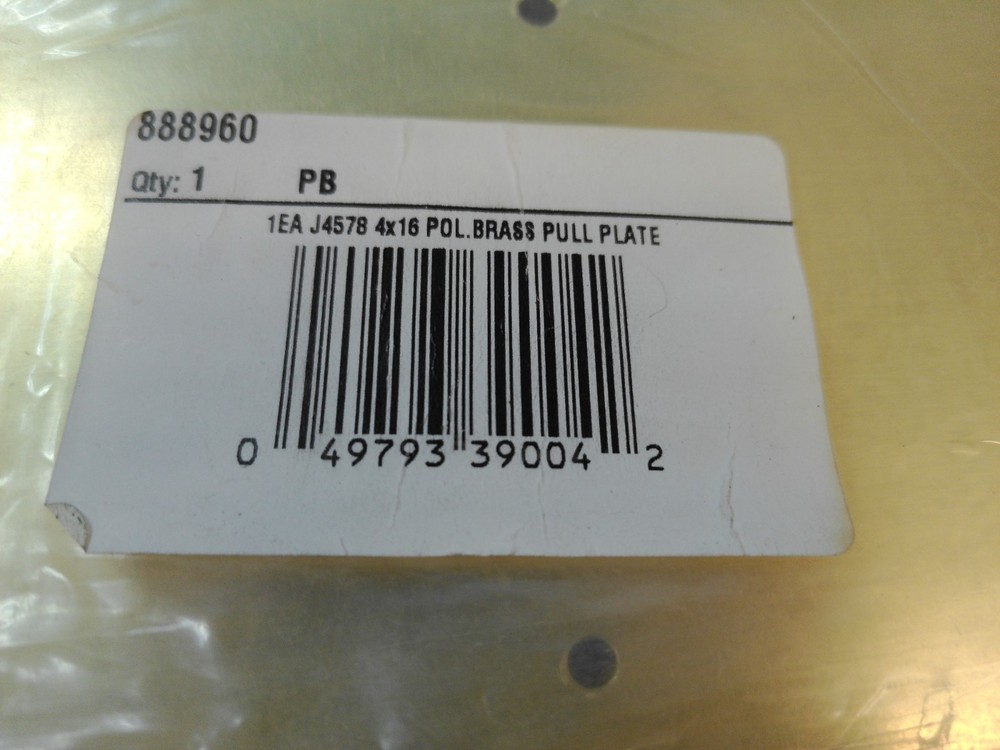 888960
Qty: 1 PB
1EA J4578 4x16 POL.BRASS PULL PLATE
0 49793 39004 2